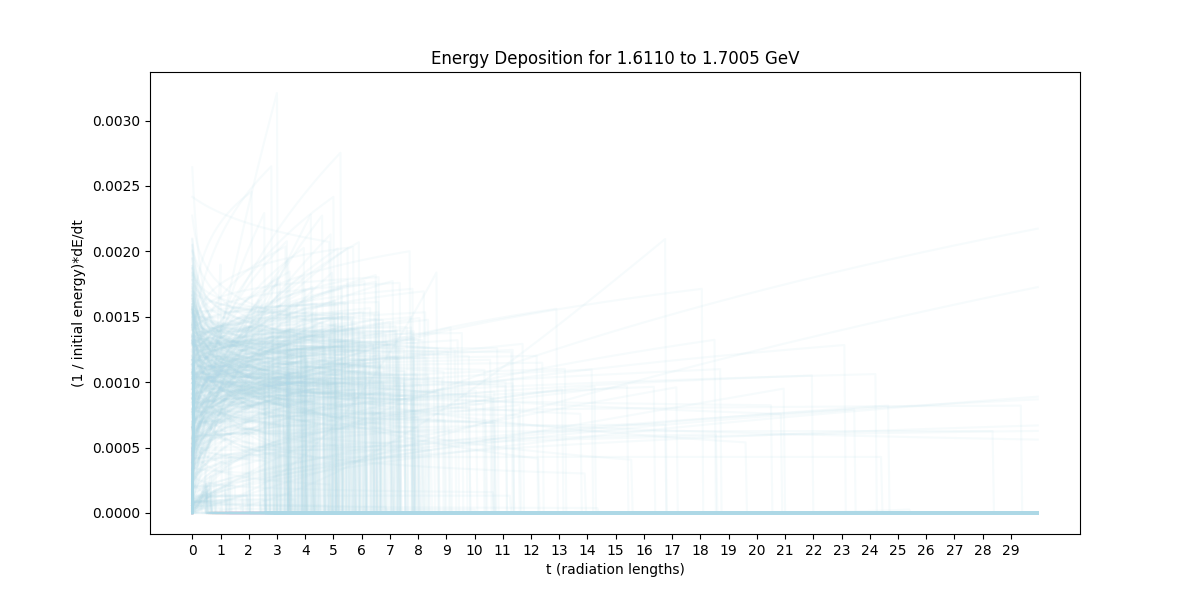 Energy Deposition for 1.6110 to 1.7005 GeV
(1 / initial energy)*dE/dt
0.0030
0.0025
0.0020
0.0015
0.0010
0.0005
0.0000
0 1 2 3 4 5 6 7 8 9 10 11 12 13 14 15 16 17 18 19 20 21 22 23 24 25 26 27 28 29
t (radiation lengths)